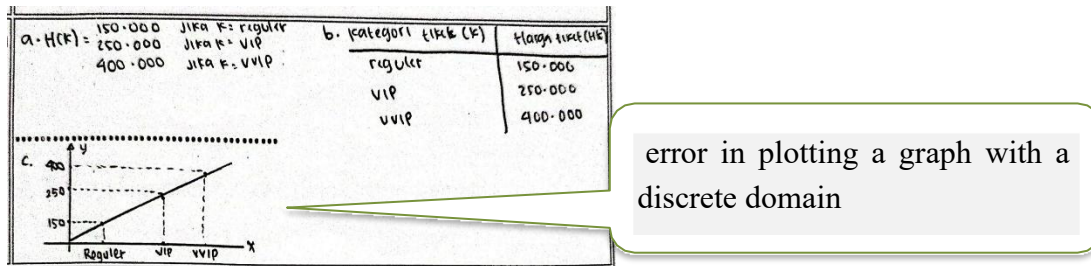 a. H(K) = 150.000 Jika K = reguler
250.000 Jika K = VIP
400.000 Jika K = VVIP
b. Kategori tiket (K) Harga tiket (HK)
reguler 150.000
VIP 250.000
VVIP 400.000
c. y
400
250
150
Reguler VIP VVIP X
error in plotting a graph with a
discrete domain